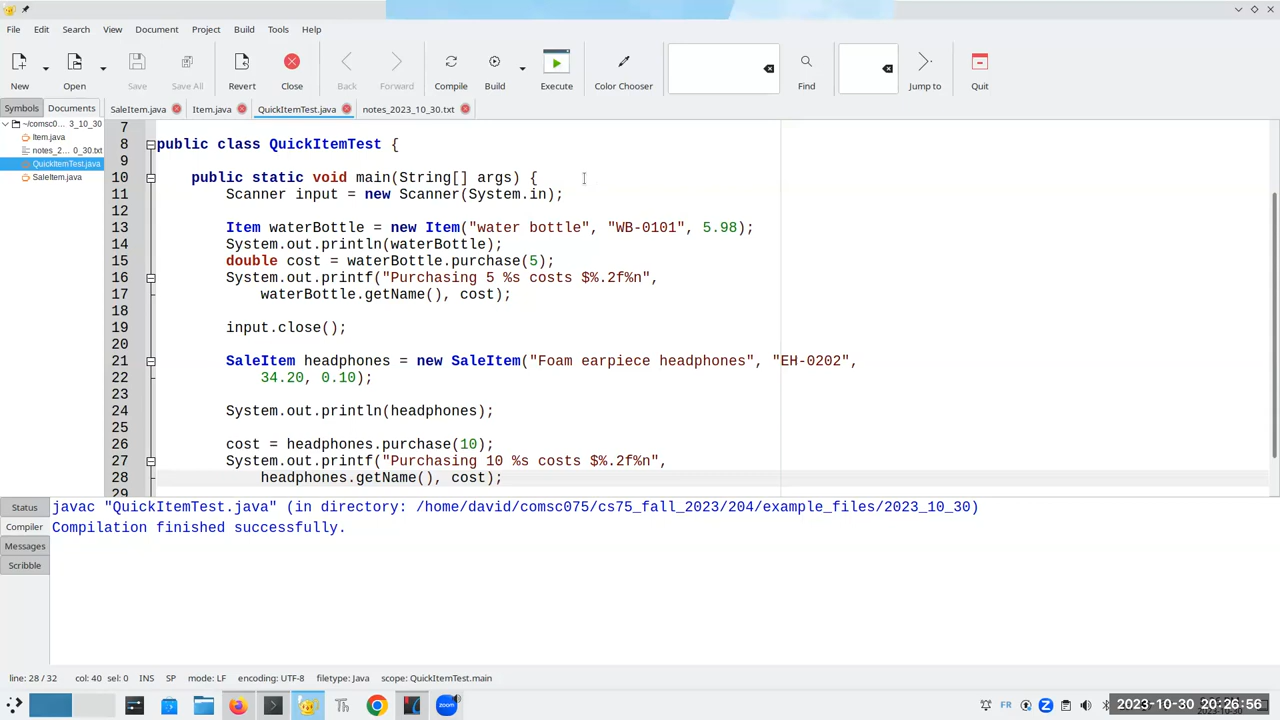 File Edit Search View Document Project Build Tools Help
New Open Save Save All Revert Close Back Forward Compile Build Execute Color Chooser Find Jump to Quit
Symbols Documents SaleItem.java Item.java QuickItemTest.java notes_2023_10_30.txt
~/comsc0... 3_10_30
Item.java
notes_2... 0_30.txt
QuickItemTest.java
SaleItem.java
7
8 public class QuickItemTest {
9
10 public static void main(String[] args) {
11 Scanner input = new Scanner(System.in);
12
13 Item waterBottle = new Item("water bottle", "WB-0101", 5.98);
14 System.out.println(waterBottle);
15 double cost = waterBottle.purchase(5);
16 System.out.printf("Purchasing 5 %s costs $%.2f%n",
17 waterBottle.getName(), cost);
18
19 input.close();
20
21 SaleItem headphones = new SaleItem("Foam earpiece headphones", "EH-0202",
22 34.20, 0.10);
23
24 System.out.println(headphones);
25
26 cost = headphones.purchase(10);
27 System.out.printf("Purchasing 10 %s costs $%.2f%n",
28 headphones.getName(), cost);
29
Status
Compiler
Messages
Scribble
javac "QuickItemTest.java" (in directory: /home/david/comsc075/cs75_fall_2023/204/example_files/2023_10_30)
Compilation finished successfully.
line: 28 / 32 col: 40 sel: 0 INS SP mode: LF encoding: UTF-8 filetype: Java scope: QuickItemTest.main
Th zoom FR Z 2023-10-30 20:26:56